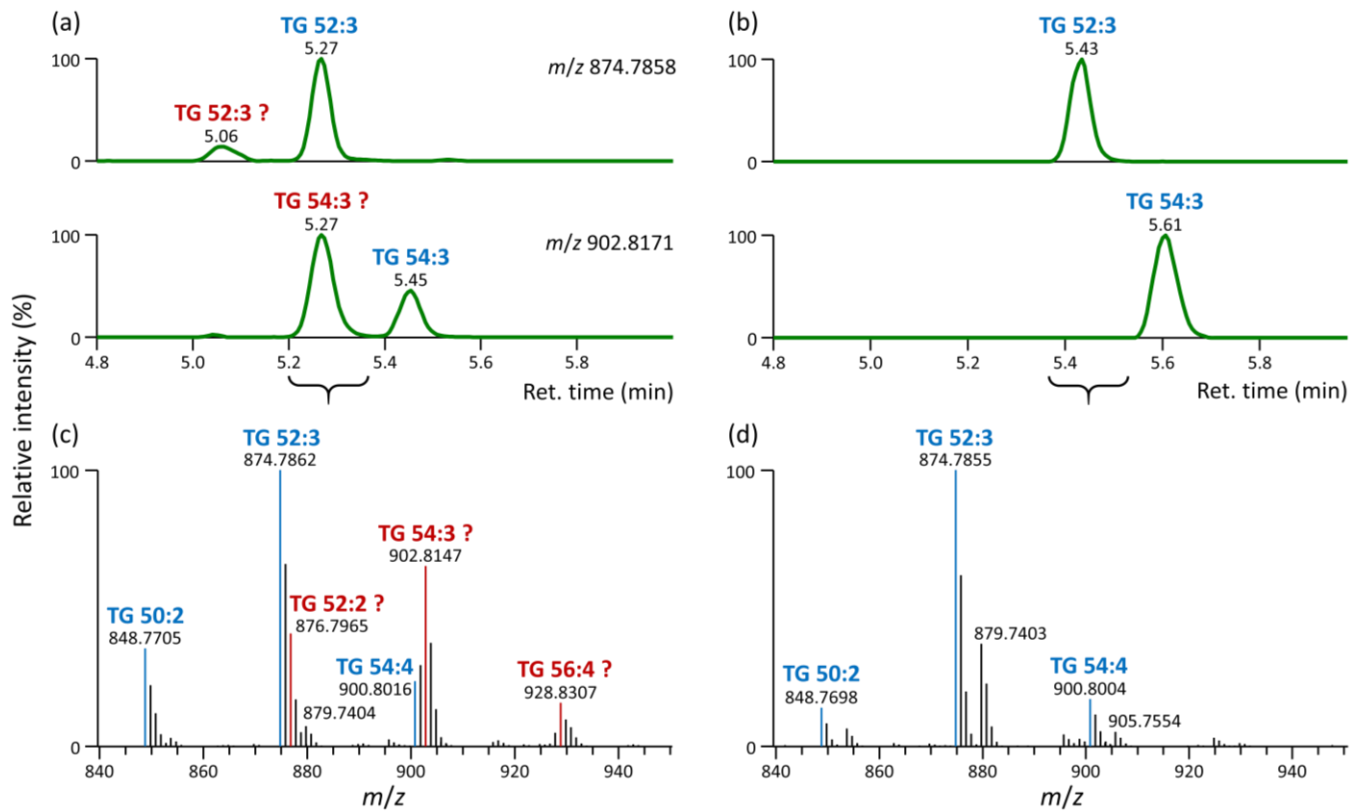 (a)
TG 52:3
5.27
m/z 874.7858
100
TG 52:3 ?
5.06
0
TG 54:3 ?
5.27
m/z 902.8171
100
TG 54:3
5.45
0
4.8 5.0 5.2 5.4 5.6 5.8
Ret. time (min)
(b)
TG 52:3
5.43
100
0
TG 54:3
5.61
100
0
4.8 5.0 5.2 5.4 5.6 5.8
Ret. time (min)
Relative intensity (%)
(c)
TG 52:3
874.7862
100
TG 54:3 ?
902.8147
TG 52:2 ?
876.7965
TG 50:2
848.7705
TG 54:4
900.8016
TG 56:4 ?
928.8307
879.7404
0
840 860 880 900 920 940
m/z
(d)
TG 52:3
874.7855
100
879.7403
TG 50:2
848.7698
TG 54:4
900.8004
905.7554
0
840 860 880 900 920 940
m/z